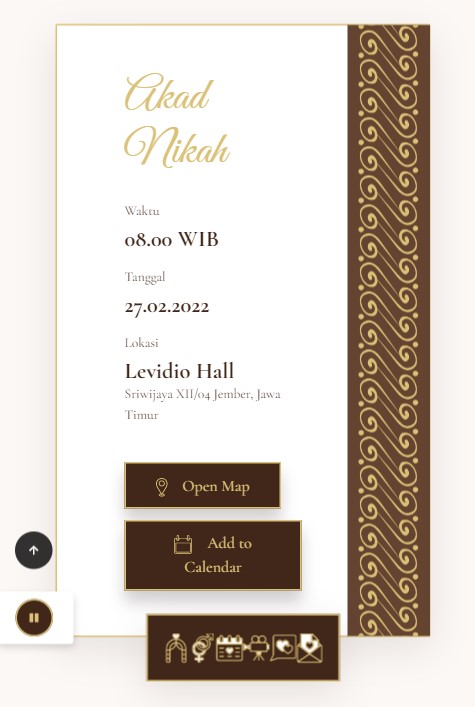 Akad
Nikah
Waktu
08.00 WIB
Tanggal
27.02.2022
Lokasi
Levidio Hall
Sriwijaya XII/04 Jember, Jawa
Timur
Open Map
Add to
Calendar